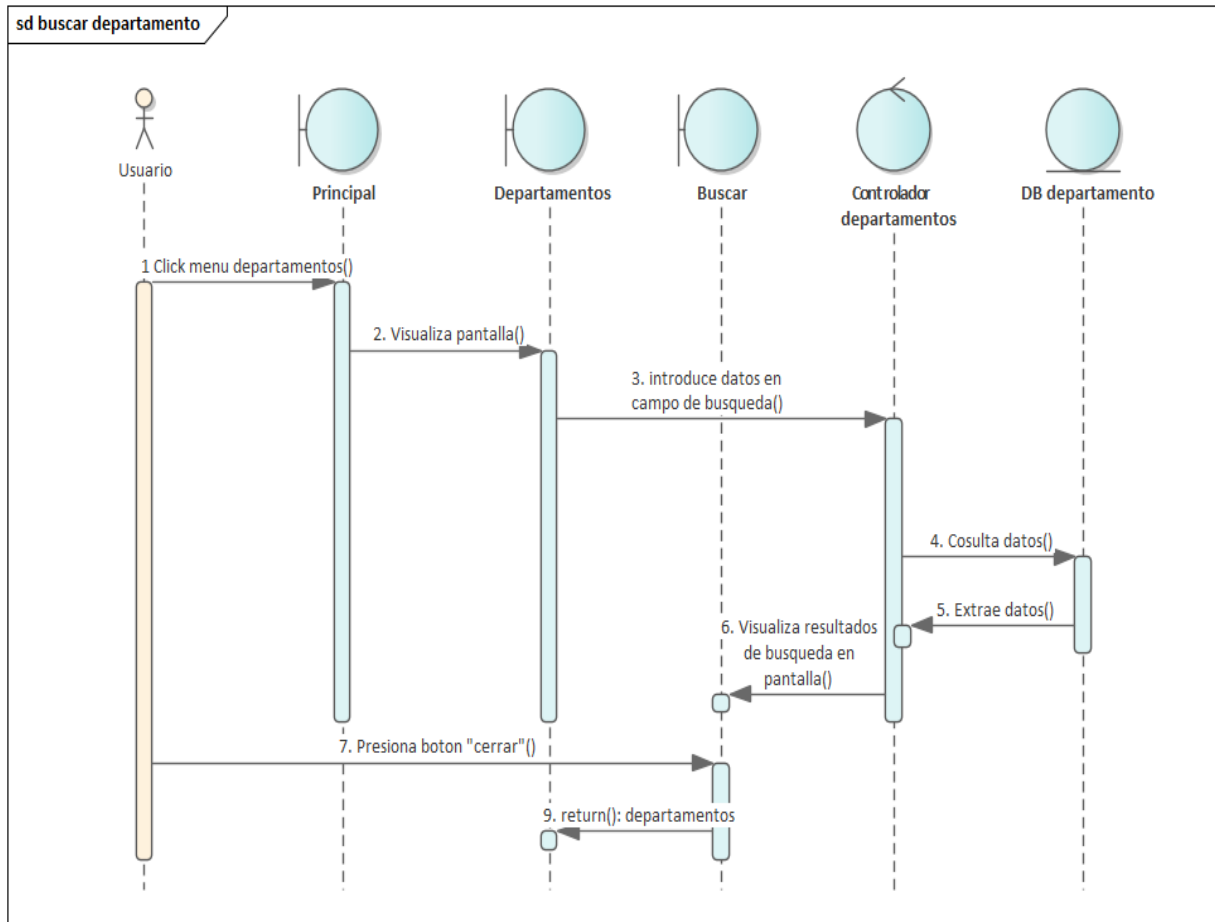 sd buscar departamento
Usuario
Principal
Departamentos
Buscar
Controlador
departamentos
DB departamento
1 Click menu departamentos()
2. Visualiza pantalla()
3. introduce datos en
campo de busqueda()
4. Cosulta datos()
5. Extrae datos()
6. Visualiza resultados
de busqueda en
pantalla()
7. Presiona boton "cerrar"()
9. return(): departamentos